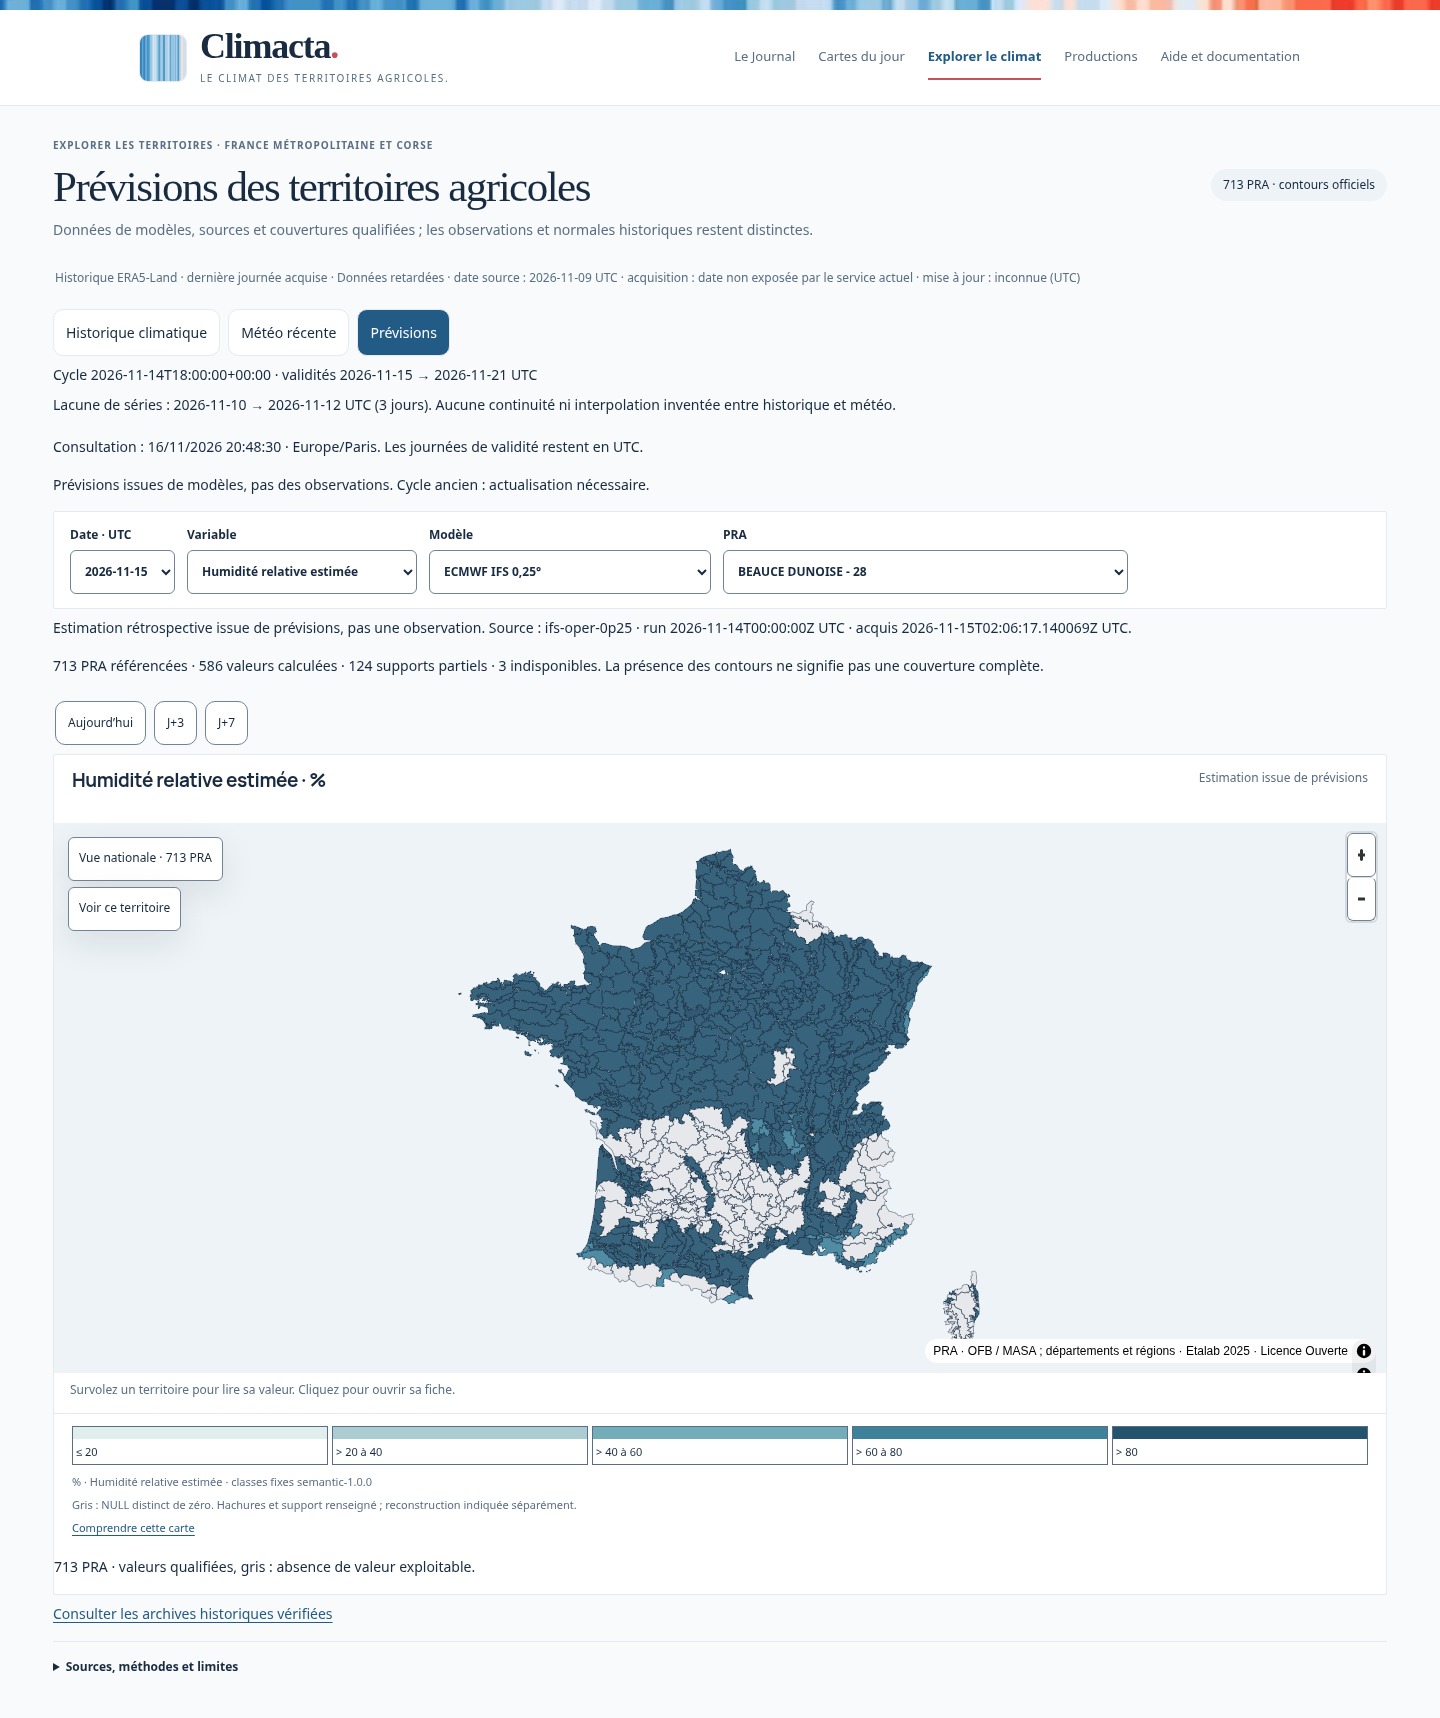 Climacta.
LE CLIMAT DES TERRITOIRES AGRICOLES.
Le Journal
Cartes du jour
Explorer le climat
Productions
Aide et documentation
EXPLORER LES TERRITOIRES · FRANCE MÉTROPOLITAINE ET CORSE
Prévisions des territoires agricoles
713 PRA · contours officiels
Données de modèles, sources et couvertures qualifiées ; les observations et normales historiques restent distinctes.
Historique ERA5-Land · dernière journée acquise · Données retardées · date source : 2026-11-09 UTC · acquisition : date non exposée par le service actuel · mise à jour : inconnue (UTC)
Historique climatique
Météo récente
Prévisions
Cycle 2026-11-14T18:00:00+00:00 · validités 2026-11-15 → 2026-11-21 UTC
Lacune de séries : 2026-11-10 → 2026-11-12 UTC (3 jours). Aucune continuité ni interpolation inventée entre historique et météo.
Consultation : 16/11/2026 20:48:30 · Europe/Paris. Les journées de validité restent en UTC.
Prévisions issues de modèles, pas des observations. Cycle ancien : actualisation nécessaire.
Date · UTC
Variable
Modèle
PRA
2026-11-15
Humidité relative estimée
ECMWF IFS 0,25°
BEAUCE DUNOISE - 28
Estimation rétrospective issue de prévisions, pas une observation. Source : ifs-oper-0p25 · run 2026-11-14T00:00:00Z UTC · acquis 2026-11-15T02:06:17.140069Z UTC.
713 PRA référencées · 586 valeurs calculées · 124 supports partiels · 3 indisponibles. La présence des contours ne signifie pas une couverture complète.
Aujourd’hui
J+3
J+7
Humidité relative estimée · %
Estimation issue de prévisions
Vue nationale · 713 PRA
Voir ce territoire
+
-
PRA · OFB / MASA ; départements et régions · Etalab 2025 · Licence Ouverte
Survolez un territoire pour lire sa valeur. Cliquez pour ouvrir sa fiche.
≤ 20
> 20 à 40
> 40 à 60
> 60 à 80
> 80
% · Humidité relative estimée · classes fixes semantic-1.0.0
Gris : NULL distinct de zéro. Hachures et support renseigné ; reconstruction indiquée séparément.
Comprendre cette carte
713 PRA · valeurs qualifiées, gris : absence de valeur exploitable.
Consulter les archives historiques vérifiées
Sources, méthodes et limites